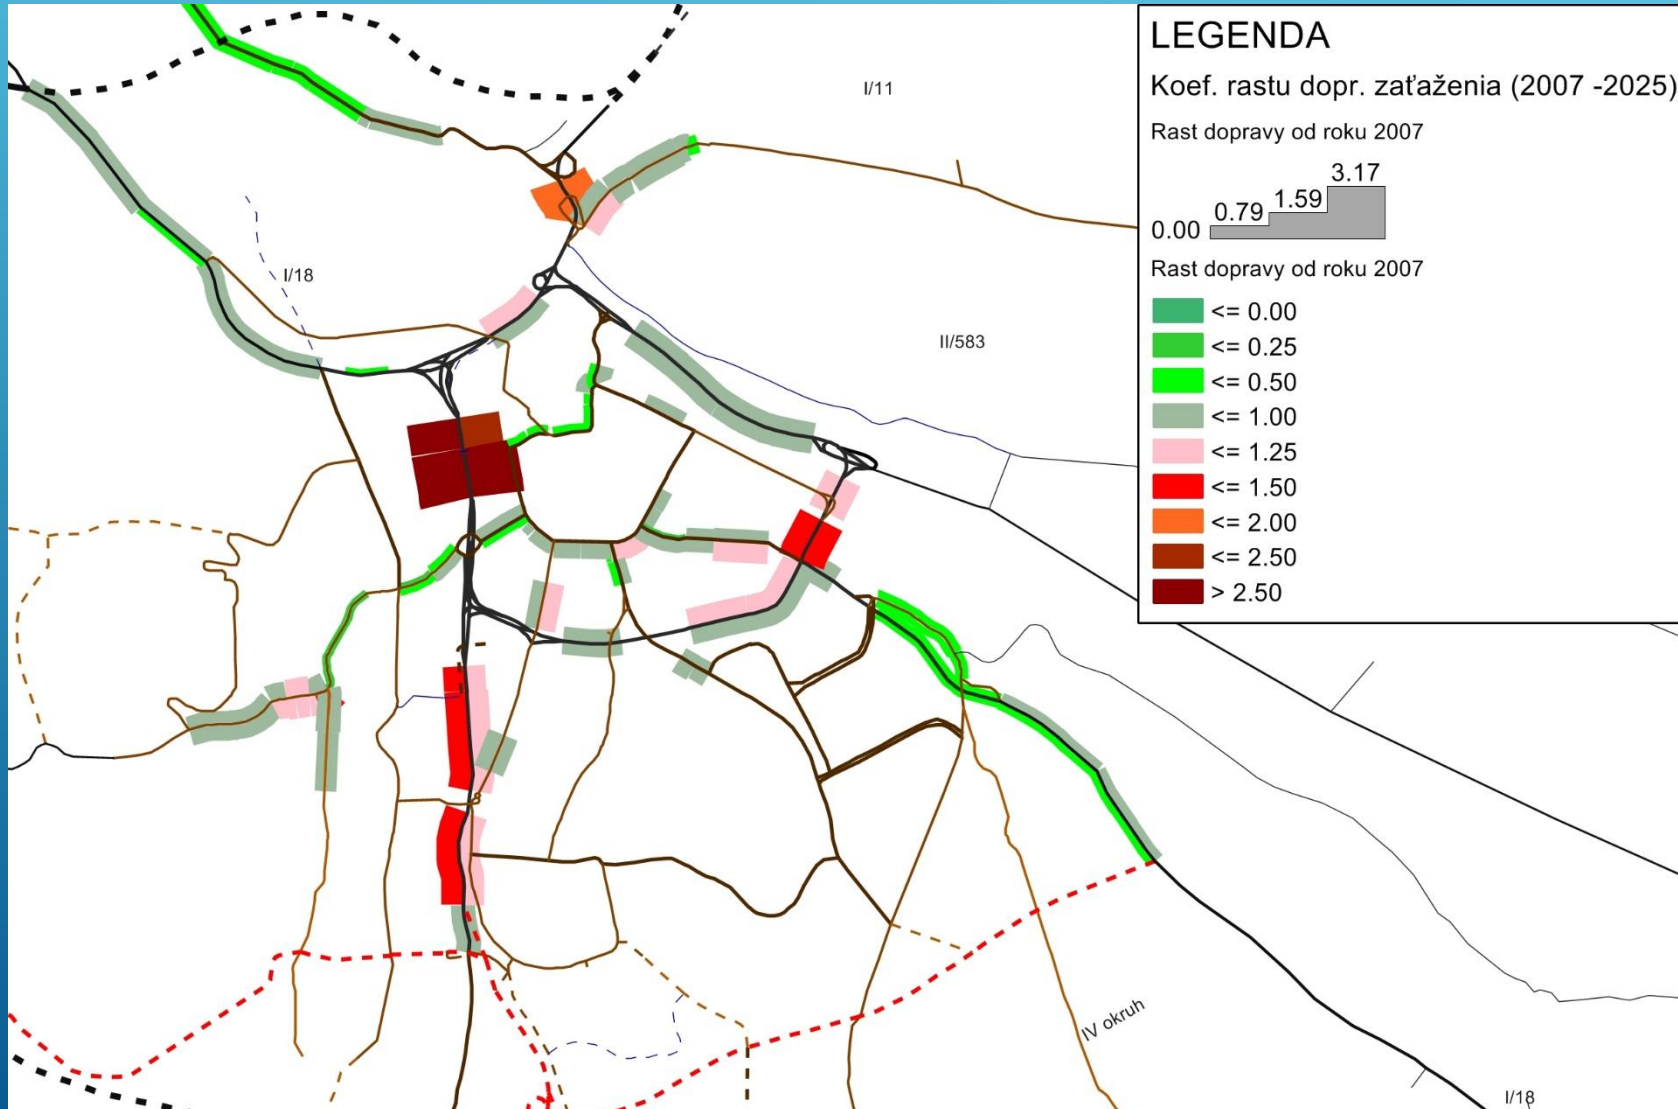 LEGENDA
Koef. rastu dopr. zaťaženia (2007 -2025)
Rast dopravy od roku 2007
0.00 0.79 1.59 3.17
Rast dopravy od roku 2007
<= 0.00
<= 0.25
<= 0.50
<= 1.00
<= 1.25
<= 1.50
<= 2.00
<= 2.50
> 2.50
I/11
I/18
II/583
IV okruh
I/18